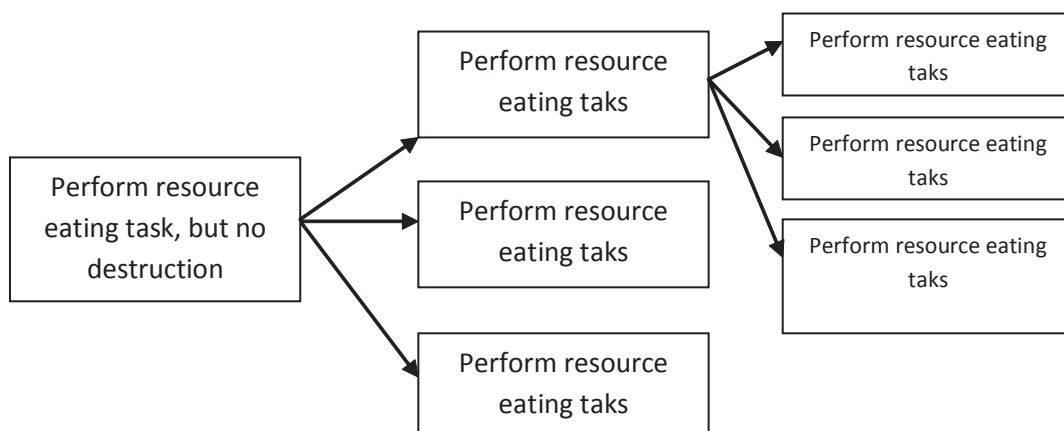 Perform resource
eating task, but no
destruction
Perform resource
eating taks
Perform resource
eating taks
Perform resource
eating taks
Perform resource eating
taks
Perform resource eating
taks
Perform resource eating
taks